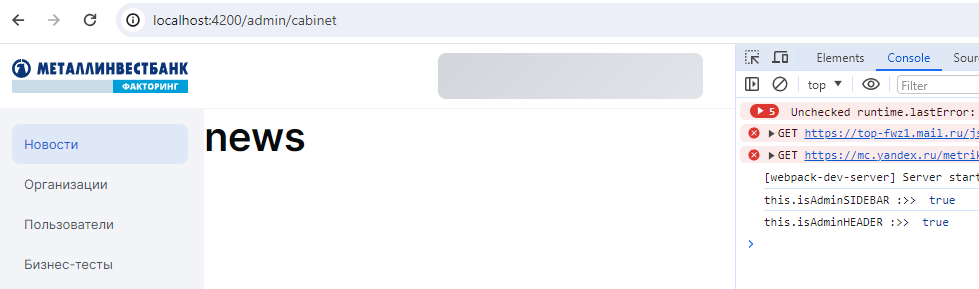 localhost:4200/admin/cabinet
МЕТАЛЛИНВЕСТБАНК
ФАКТОРИНГ
Новости
Организации
Пользователи
Бизнес-тесты
news
Elements Console
top Filter
5 Unchecked runtime.lastError:
GET https://top-fwz1.mail.ru/js
GET https://mc.yandex.ru/metrik
[webpack-dev-server] Server start
this.isAdminSIDEBAR :>> true
this.isAdminHEADER :>> true